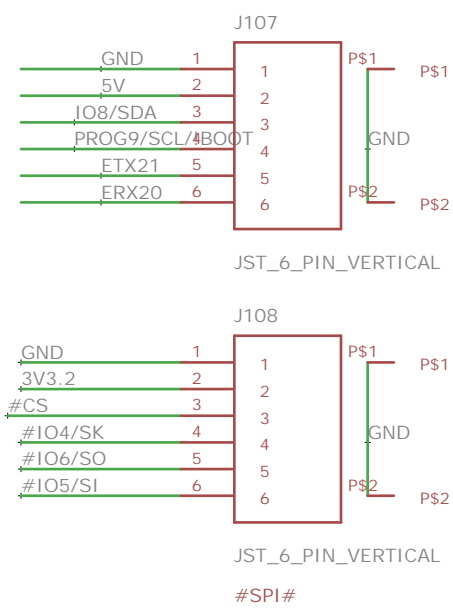 J107
GND 1 1 P$1 P$1
5V 2 2
IO8/SDA 3 3
PROG9/SCL/IBOOT 4 4 GND
ETX21 5 5
ERX20 6 6 P$2 P$2
JST_6_PIN_VERTICAL
J108
GND 1 1 P$1 P$1
3V3.2 2 2
#CS 3 3
#IO4/SK 4 4 GND
#IO6/SO 5 5
#IO5/SI 6 6 P$2 P$2
JST_6_PIN_VERTICAL
#SPI#